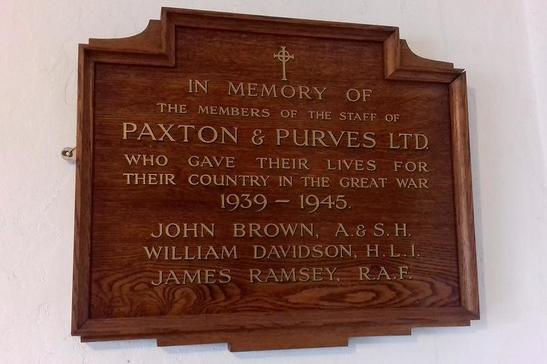 IN MEMORY OF
THE MEMBERS OF THE STAFF OF
PAXTON & PURVES LTD.
WHO GAVE THEIR LIVES FOR
THEIR COUNTRY IN THE GREAT WAR
1939 – 1945.
JOHN BROWN, A. & S. H.
WILLIAM DAVIDSON, H. L. I.
JAMES RAMSEY, R.A.F.